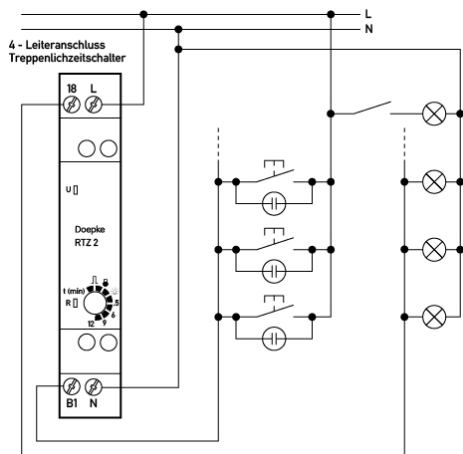 L
N
4 - Leiteranschluss
Treppenlichtzeitschalter
18 L
U
Doepke
RTZ 2
t (min)
R
.5
6
9
12
B1 N